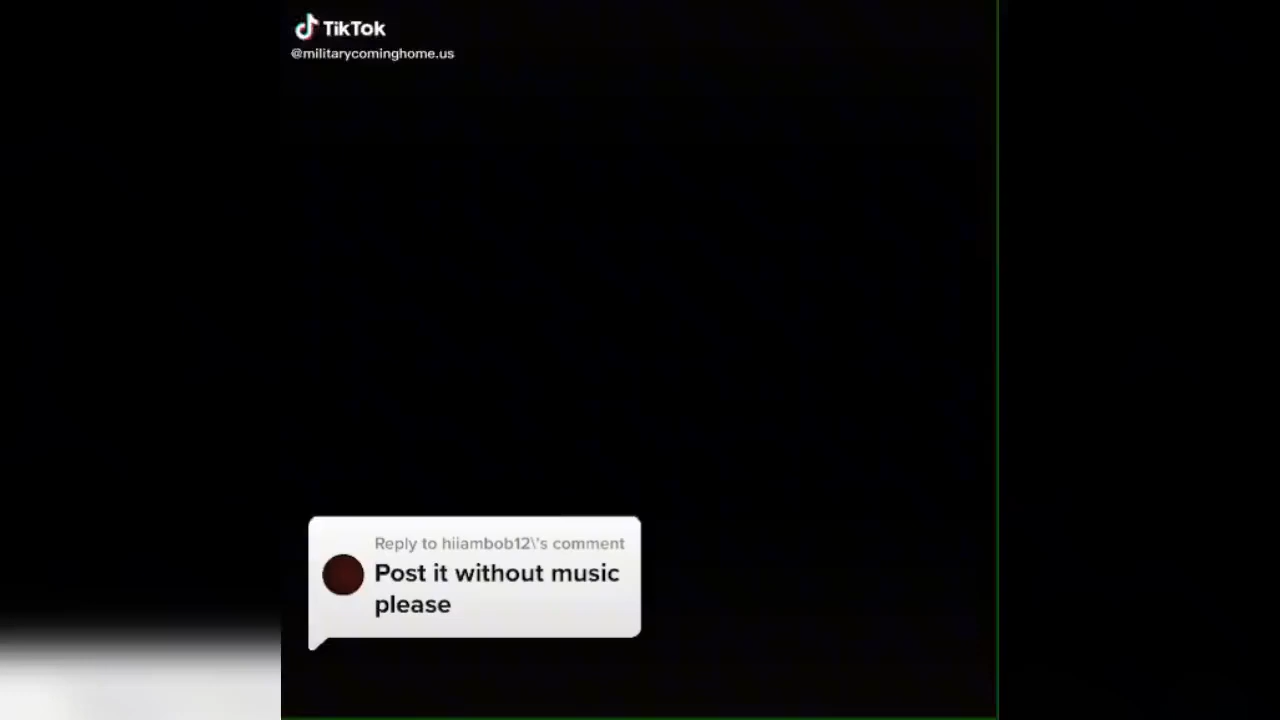 TikTok
@militarycominghome.us
Reply to hiiambob12\'s comment
Post it without music
please